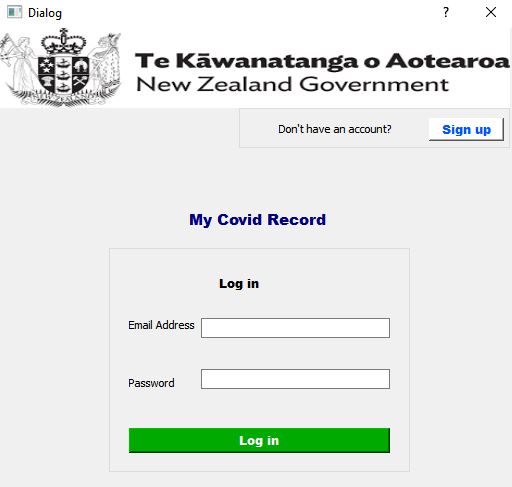 Dialog
Te Kāwanatanga o Aotearoa
New Zealand Government
Don't have an account? Sign up
My Covid Record
Log in
Email Address
Password
Log in